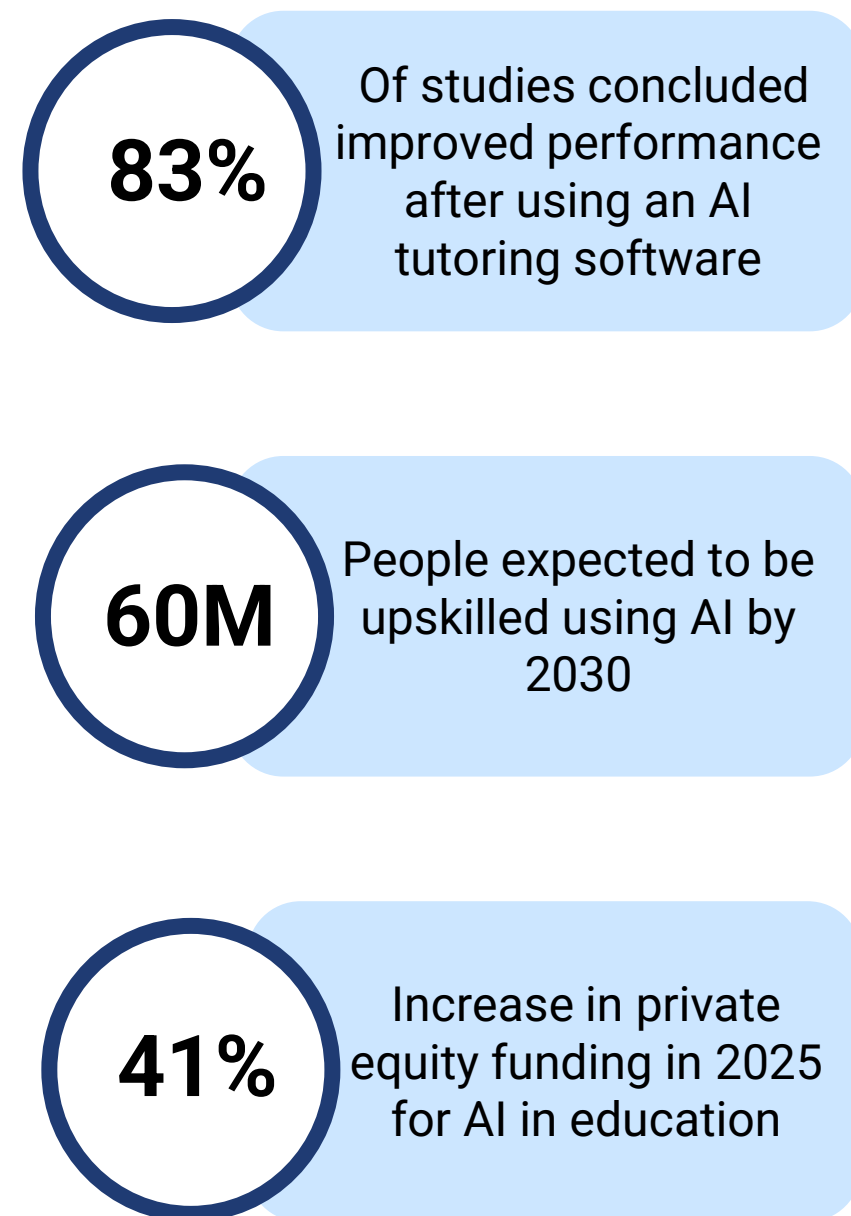 83%
Of studies concluded
improved performance
after using an AI
tutoring software
60M
People expected to be
upskilled using AI by
2030
41%
Increase in private
equity funding in 2025
for AI in education